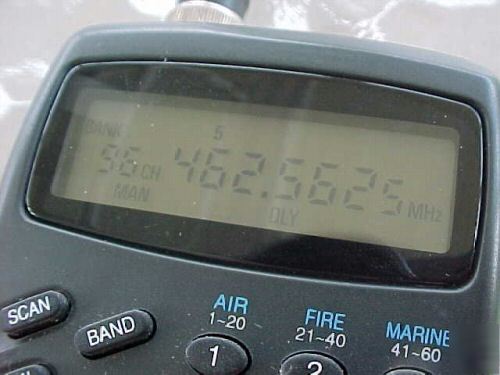 BANK 5
96 CH 462.5625 MHz
MAN DLY
SCAN
BAND
AIR FIRE MARINE
1~20 21~40 41~60
1 2